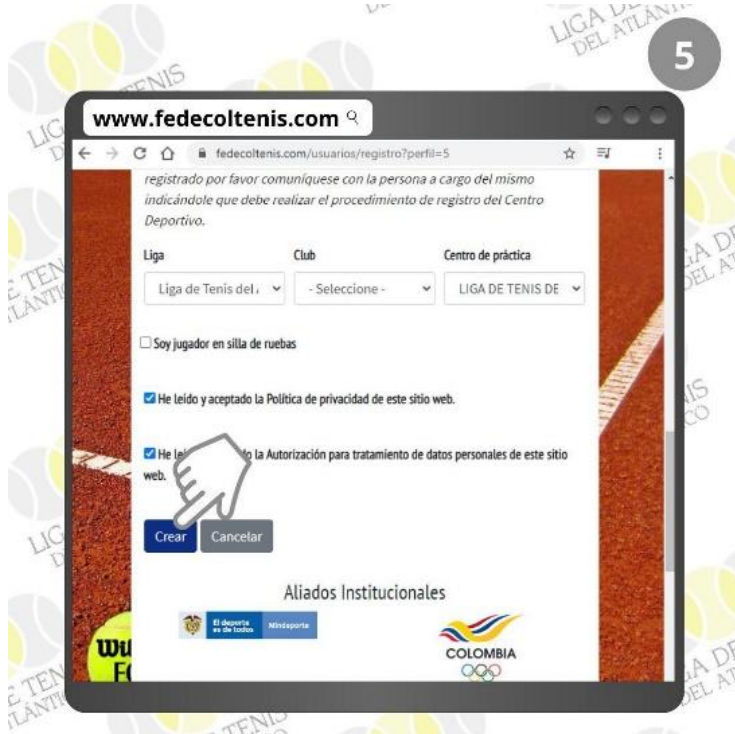 5
www.fedecoltenis.com
fedecoltenis.com/usuarios/registro?perfil=5
registrado por favor comuníquese con la persona a cargo del mismo
indicándole que debe realizar el procedimiento de registro del Centro
Deportivo.
Liga Club Centro de práctica
Liga de Tenis del - Seleccione - LIGA DE TENIS DE
Soy jugador en silla de ruebas
He leido y aceptado la Política de privacidad de este sitio web.
He la Autorización para tratamiento de datos personales de este sitio
web.
Crear Cancelar
Aliados Institucionales
El deporte
es de todos Mindeporte
COLOMBIA
LIGA DE TENIS
DEL ATLÁNTICO